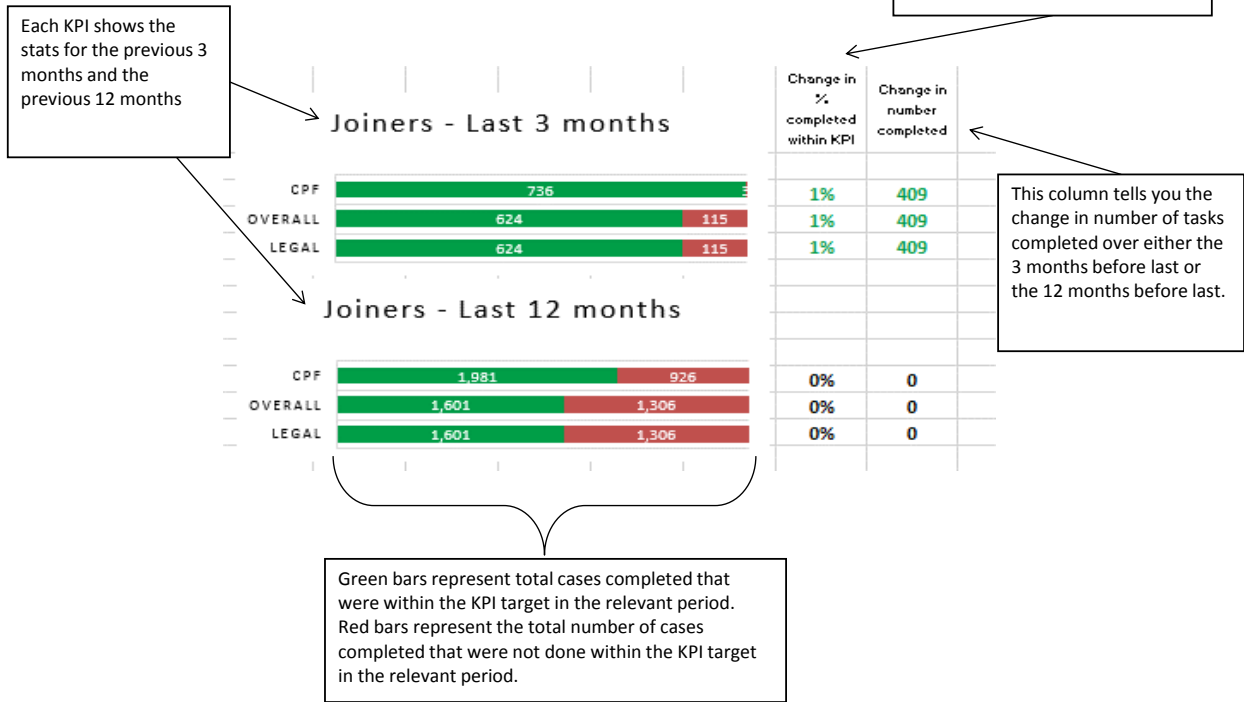 Each KPI shows the
stats for the previous 3
months and the
previous 12 months
Change in
%
completed
within KPI
Change in
number
completed
Joiners - Last 3 months
CPF 736 3 1% 409
OVERALL 624 115 1% 409
LEGAL 624 115 1% 409
This column tells you the
change in number of tasks
completed over either the
3 months before last or
the 12 months before last.
Joiners - Last 12 months
CPF 1,981 926 0% 0
OVERALL 1,601 1,306 0% 0
LEGAL 1,601 1,306 0% 0
Green bars represent total cases completed that
were within the KPI target in the relevant period.
Red bars represent the total number of cases
completed that were not done within the KPI target
in the relevant period.